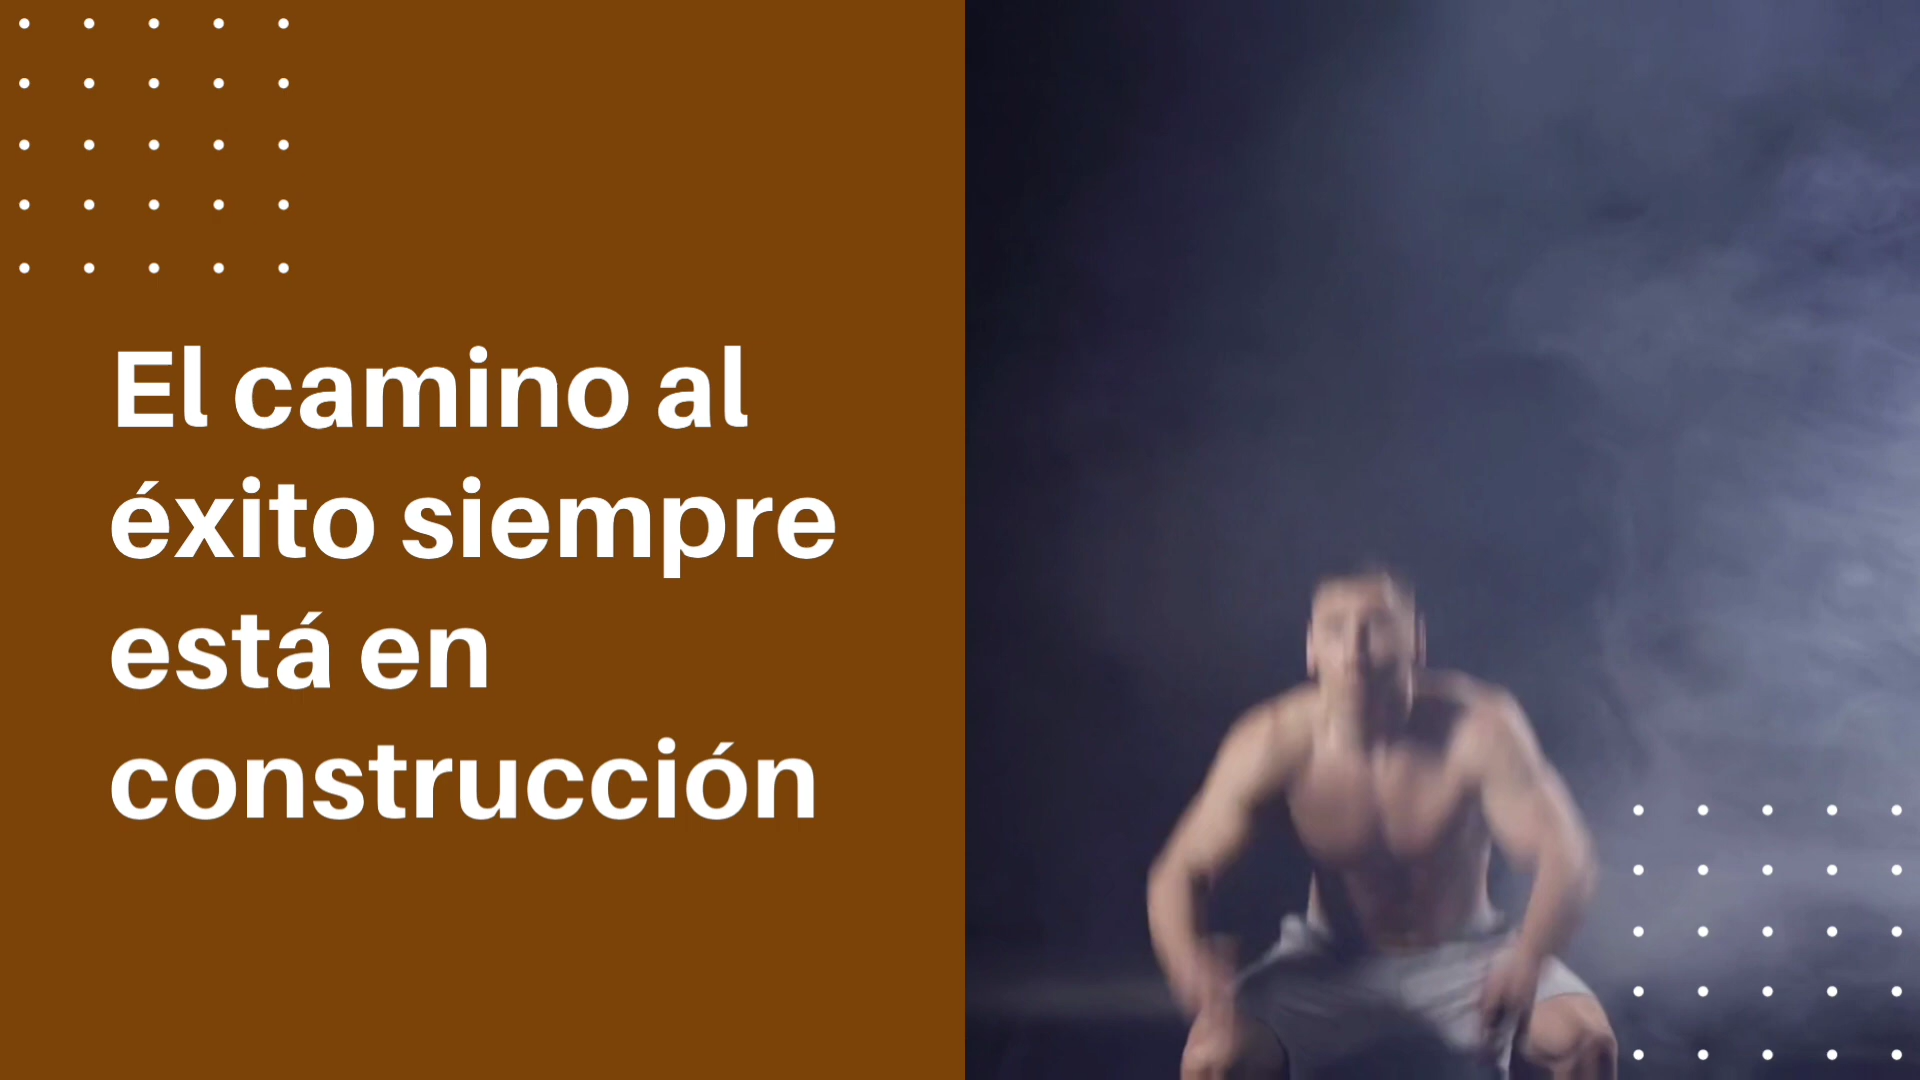 El camino al
éxito siempre
está en
construcción